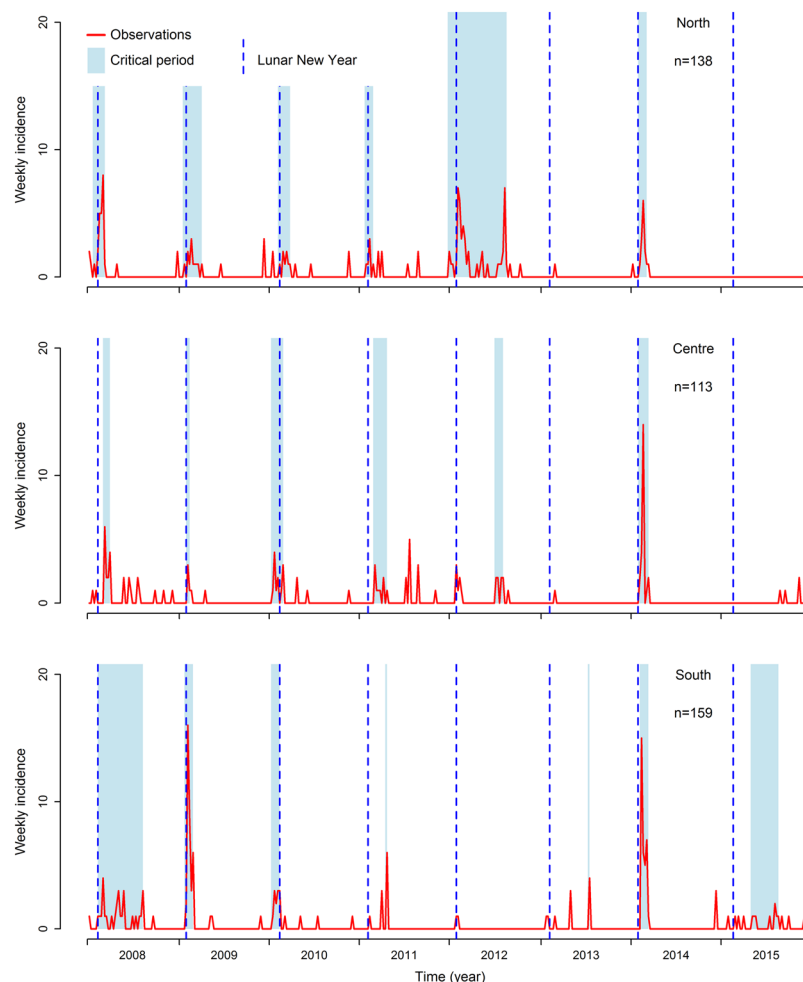 20
10
0
Weekly incidence
Observations
Critical period
Lunar New Year
North
n=138
20
10
0
Weekly incidence
Centre
n=113
20
10
0
Weekly incidence
South
n=159
2008 2009 2010 2011 2012 2013 2014 2015
Time (year)